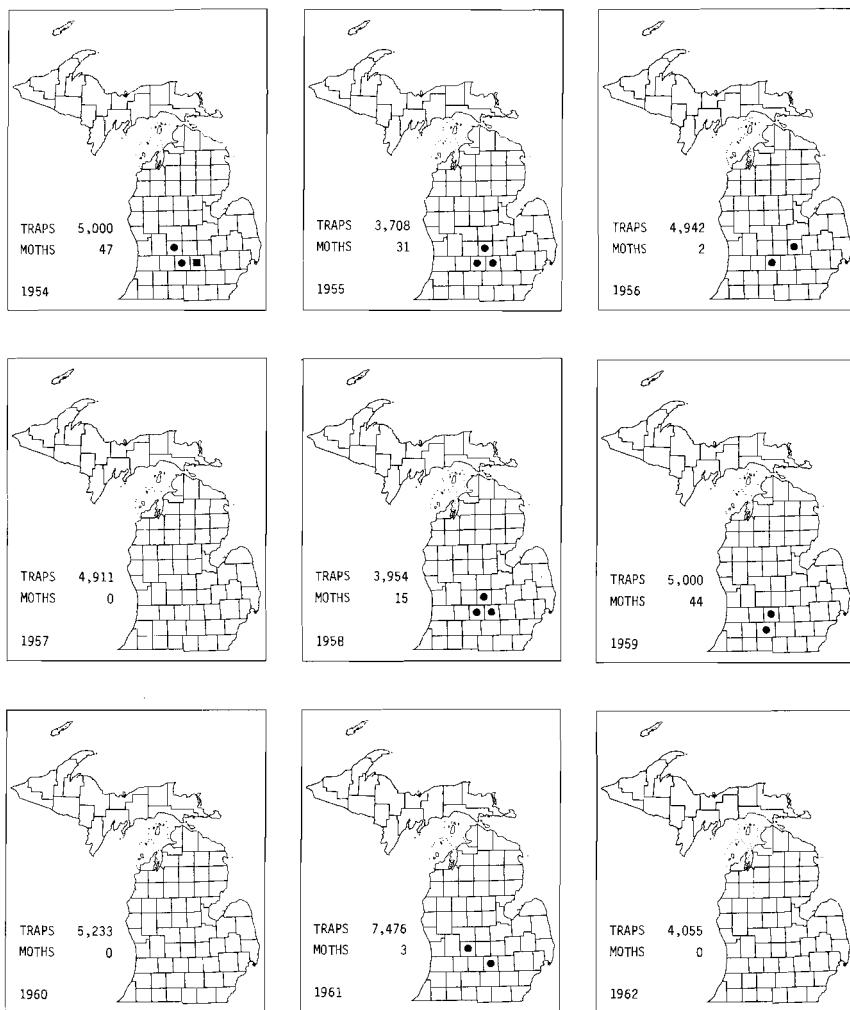 TRAPS 5,000
MOTHS 47
1954
TRAPS 3,708
MOTHS 31
1955
TRAPS 4,942
MOTHS 2
1956
TRAPS 4,911
MOTHS 0
1957
TRAPS 3,954
MOTHS 15
1958
TRAPS 5,000
MOTHS 44
1959
TRAPS 5,233
MOTHS 0
1960
TRAPS 7,476
MOTHS 3
1961
TRAPS 4,055
MOTHS 0
1962